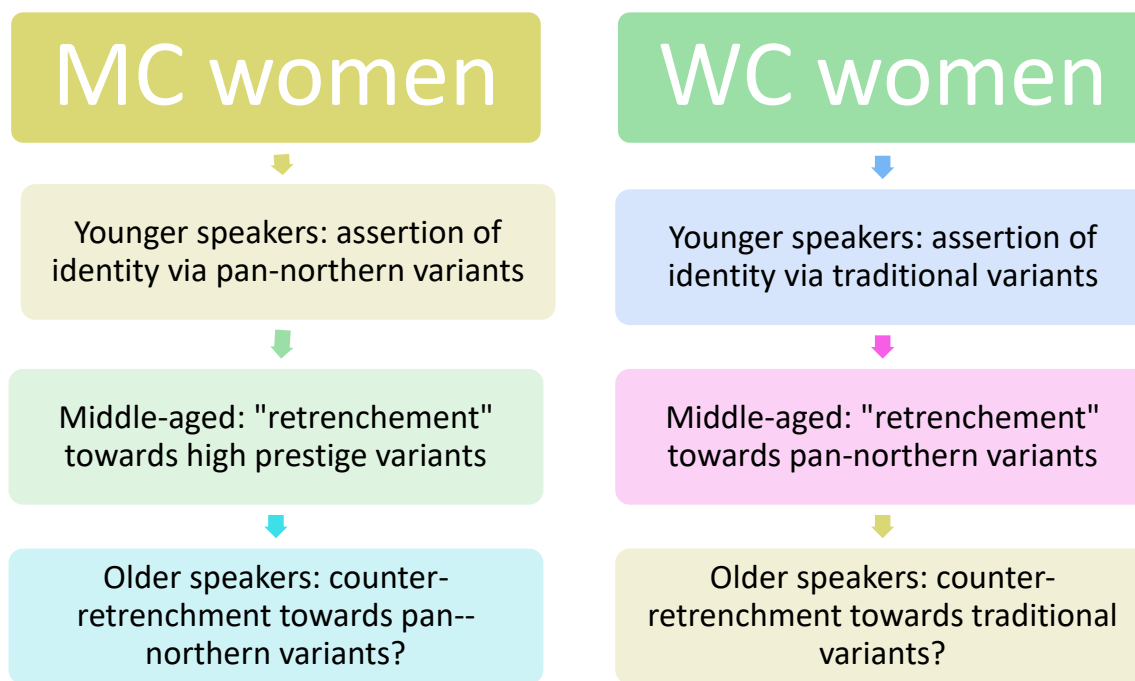 MC women
Younger speakers: assertion of
identity via pan-northern variants
Middle-aged: "retrenchement"
towards high prestige variants
Older speakers: counter-
retrenchment towards pan--
northern variants?
WC women
Younger speakers: assertion of
identity via traditional variants
Middle-aged: "retrenchement"
towards pan-northern variants
Older speakers: counter-
retrenchment towards traditional
variants?